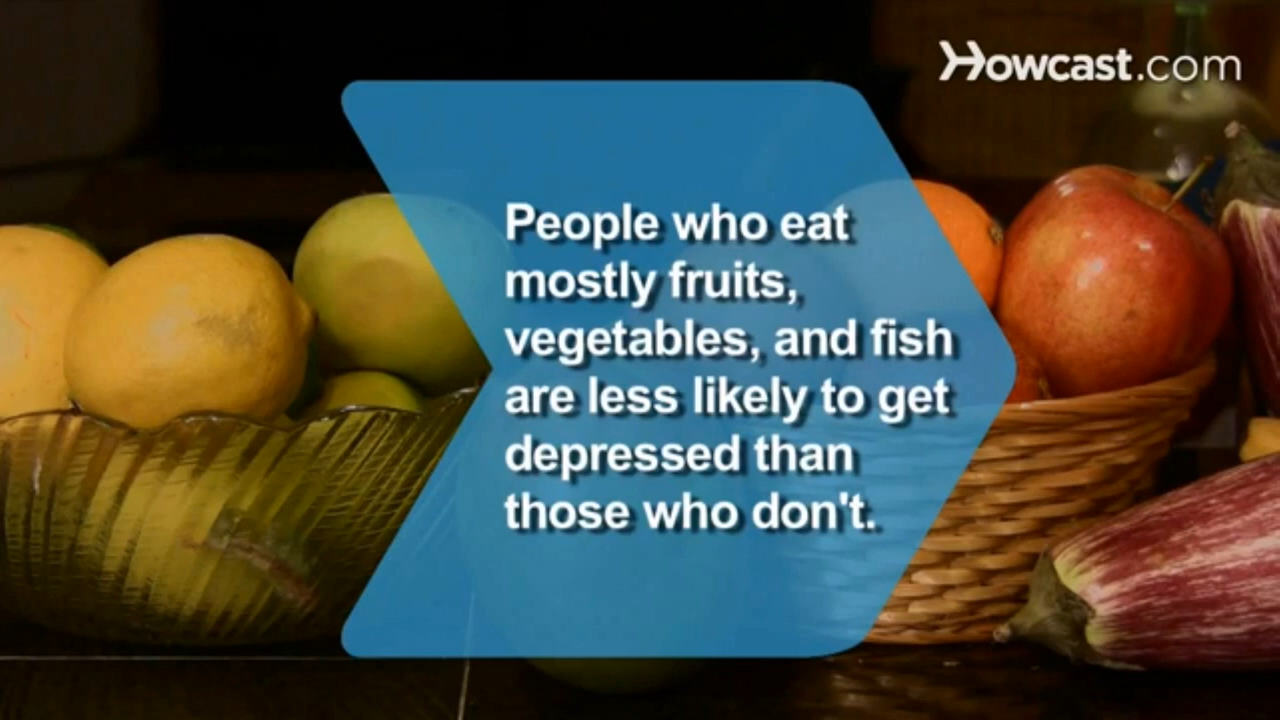 Howcast.com
People who eat
mostly fruits,
vegetables, and fish
are less likely to get
depressed than
those who don't.